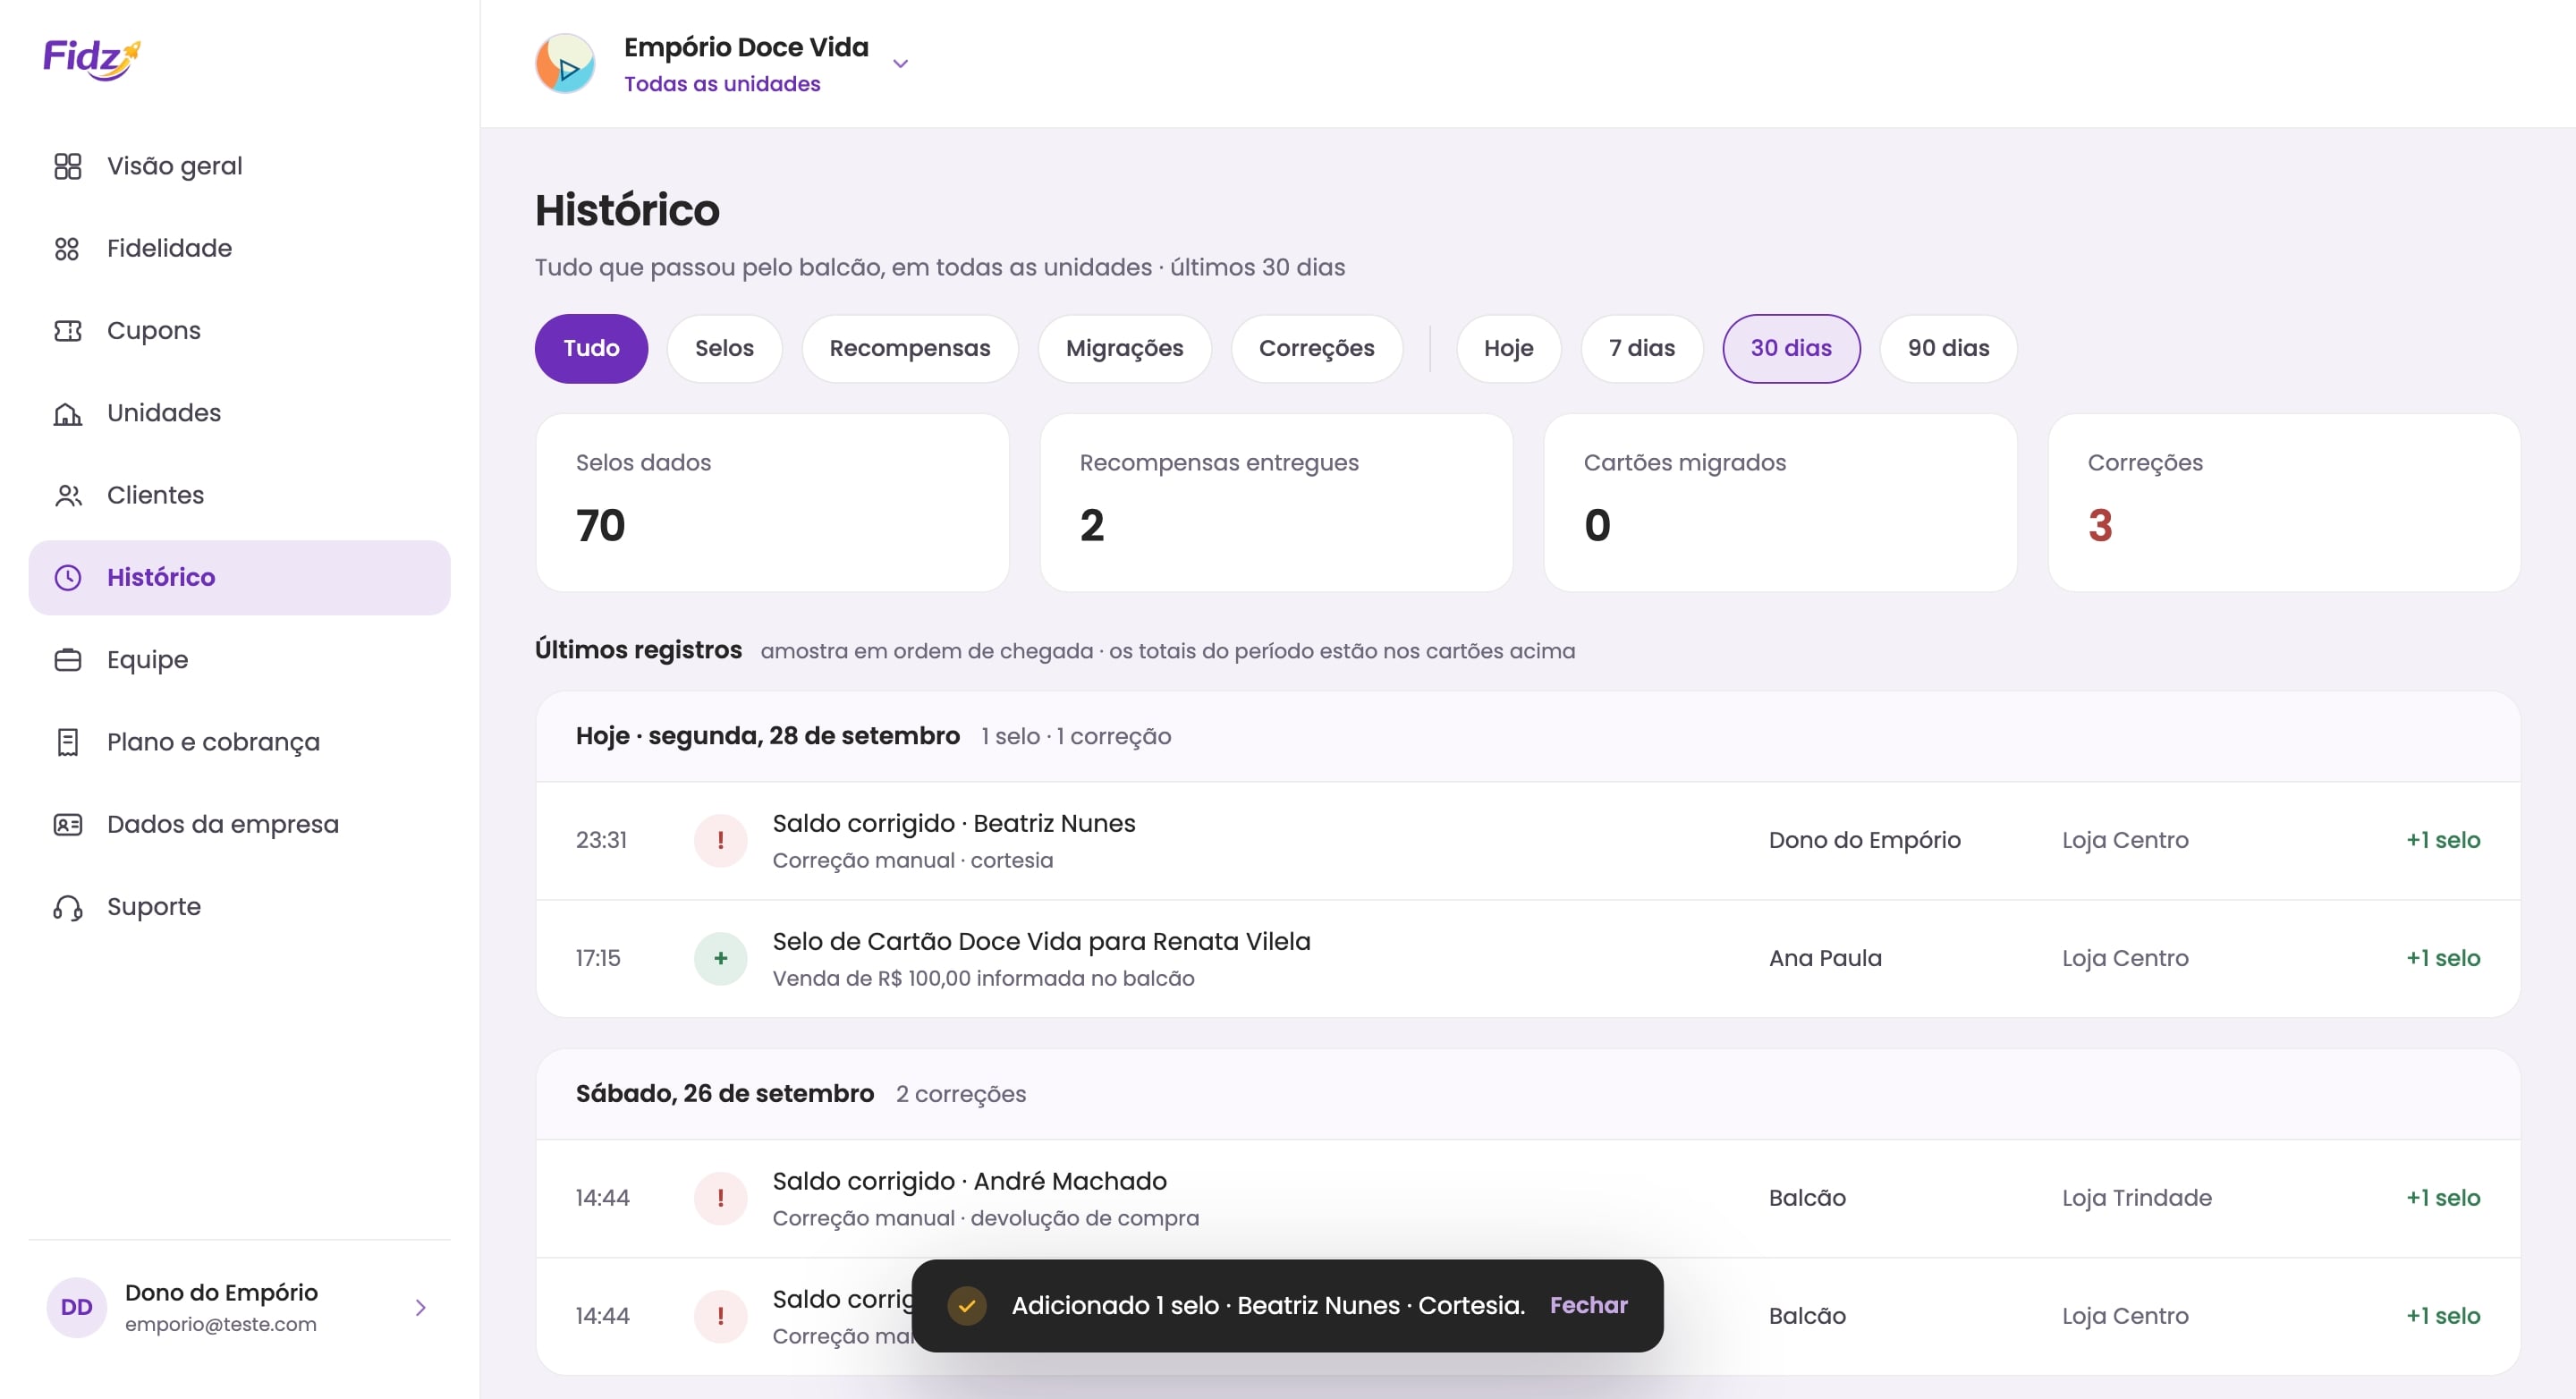 Fidz
Visão geral
Fidelidade
Cupons
Unidades
Clientes
Histórico
Equipe
Plano e cobrança
Dados da empresa
Suporte
DD
Dono do Empório
emporio@teste.com
Empório Doce Vida
Todas as unidades
Histórico
Tudo que passou pelo balcão, em todas as unidades · últimos 30 dias
Tudo Selos Recompensas Migrações Correções Hoje 7 dias 30 dias 90 dias
Selos dados
70
Recompensas entregues
2
Cartões migrados
0
Correções
3
Últimos registros amostra em ordem de chegada · os totais do período estão nos cartões acima
Hoje · segunda, 28 de setembro 1 selo · 1 correção
23:31 ! Saldo corrigido · Beatriz Nunes Dono do Empório Loja Centro +1 selo
Correção manual · cortesia
17:15 + Selo de Cartão Doce Vida para Renata Vilela Ana Paula Loja Centro +1 selo
Venda de R$ 100,00 informada no balcão
Sábado, 26 de setembro 2 correções
14:44 ! Saldo corrigido · André Machado Balcão Loja Trindade +1 selo
Correção manual · devolução de compra
14:44 ! Saldo Balcão Loja Centro +1 selo
Correção
Adicionado 1 selo · Beatriz Nunes · Cortesia. Fechar